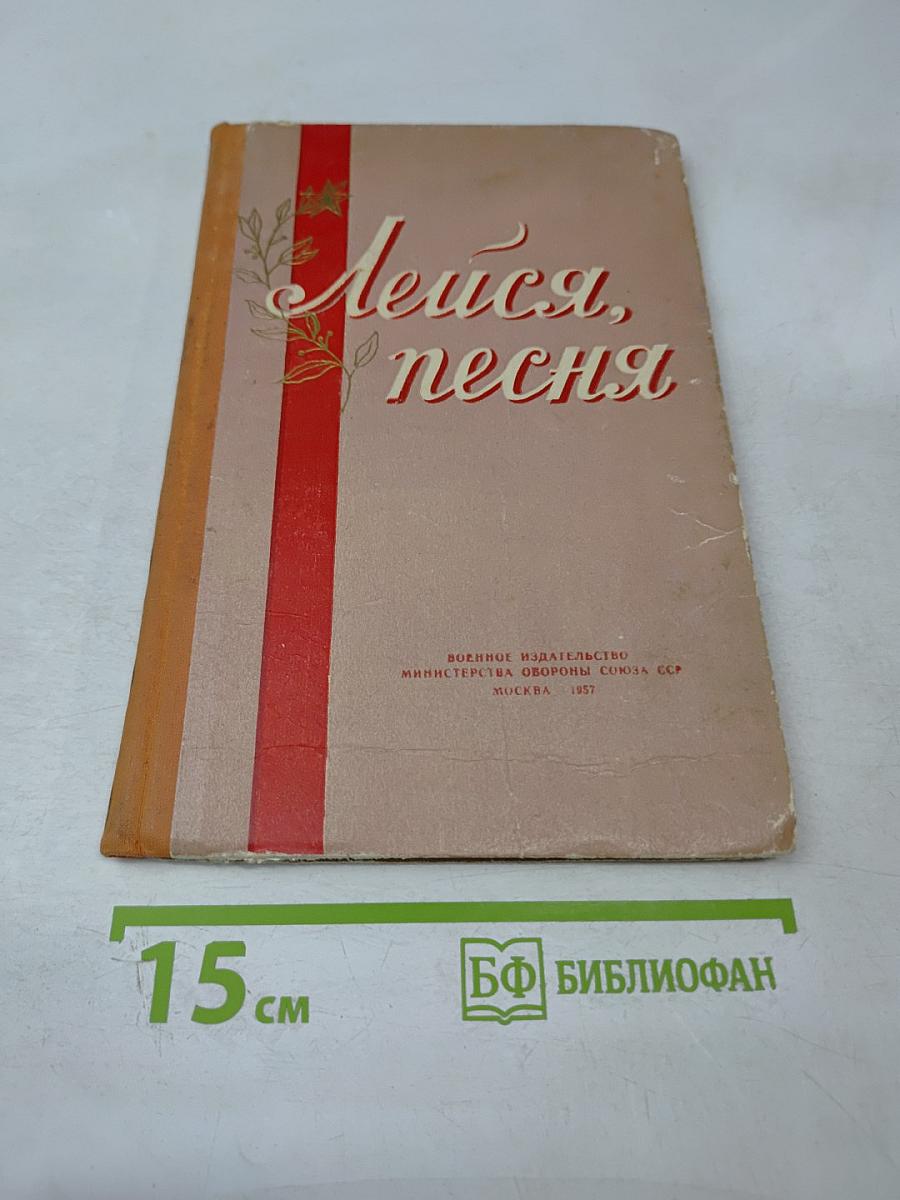 Лейся,
песня
ВОЕННОЕ ИЗДАТЕЛЬСТВО
МИНИСТЕРСТВА ОБОРОНЫ СОЮЗА ССР
МОСКВА 1957
15 см
БФ БИБЛИОФАН